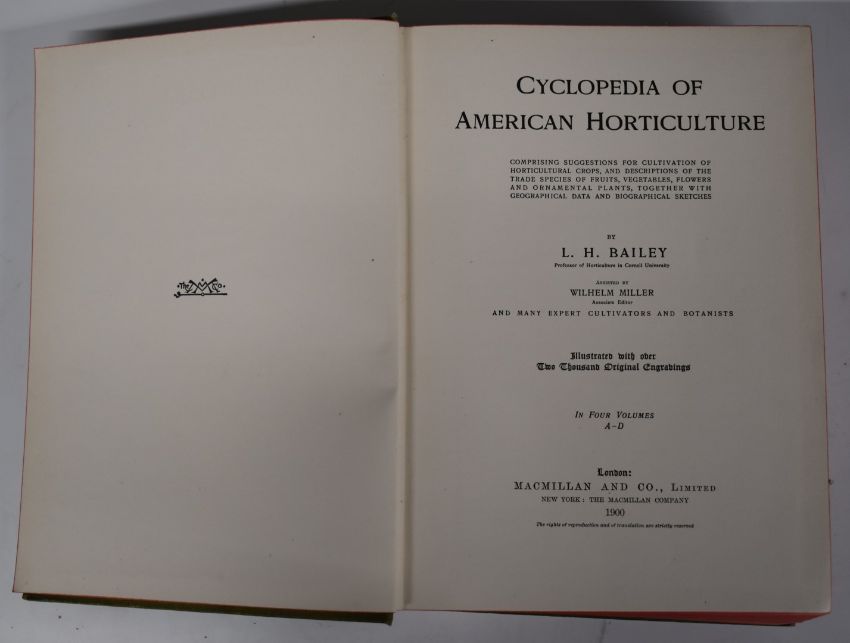 The M Co.
CYCLOPEDIA OF
AMERICAN HORTICULTURE
COMPRISING SUGGESTIONS FOR CULTIVATION OF
HORTICULTURAL CROPS, AND DESCRIPTIONS OF THE
TRADE SPECIES OF FRUITS, VEGETABLES, FLOWERS
AND ORNAMENTAL PLANTS, TOGETHER WITH
GEOGRAPHICAL DATA AND BIOGRAPHICAL SKETCHES
BY
L. H. BAILEY
Professor of Horticulture in Cornell University
ASSISTED BY
WILHELM MILLER
Associate Editor
AND MANY EXPERT CULTIVATORS AND BOTANISTS
Illustrated with over
Two Thousand Original Engravings
IN FOUR VOLUMES
A–D
London:
MACMILLAN AND CO., LIMITED
NEW YORK: THE MACMILLAN COMPANY
1900
The rights of reproduction and of translation are strictly reserved